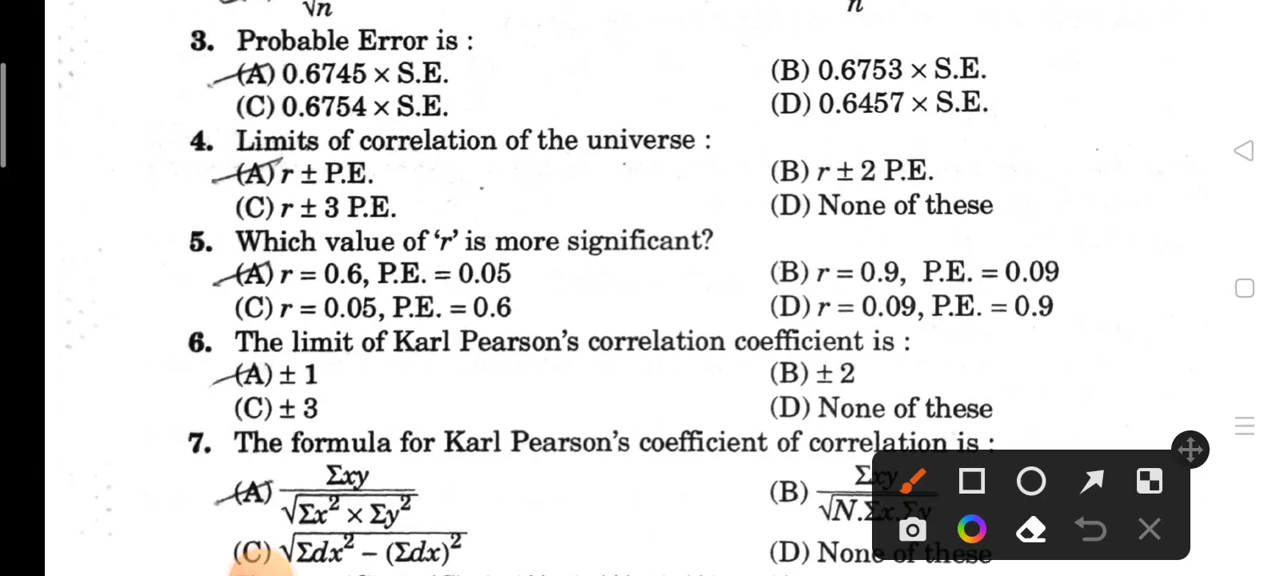 √n n
3. Probable Error is :
(A) 0.6745 × S.E. (B) 0.6753 × S.E.
(C) 0.6754 × S.E. (D) 0.6457 × S.E.
4. Limits of correlation of the universe :
(A) r ± P.E. (B) r ± 2 P.E.
(C) r ± 3 P.E. (D) None of these
5. Which value of ‘r’ is more significant?
(A) r = 0.6, P.E. = 0.05 (B) r = 0.9, P.E. = 0.09
(C) r = 0.05, P.E. = 0.6 (D) r = 0.09, P.E. = 0.9
6. The limit of Karl Pearson’s correlation coefficient is :
(A) ± 1 (B) ± 2
(C) ± 3 (D) None of these
7. The formula for Karl Pearson’s coefficient of correlation is :
(A) Σxy / √Σx² × Σy² (B) Σxy / √N.Σx.Σy
(C) √Σdx² – (Σdx)² (D) None of these